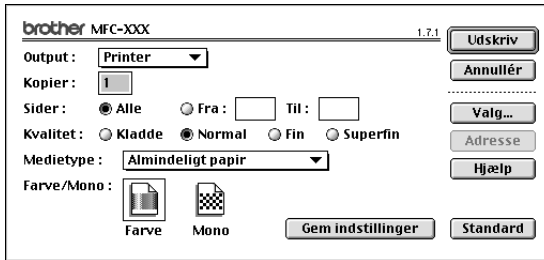 brother MFC-XXX 1.7.1 Udskriv
Output : Printer Annullér
Kopier : 1
Sider : Alle Fra : Til : Valg...
Kvalitet : Kladde Normal Fin Superfin Adresse
Medietype : Almindeligt papir Hjælp
Farve/Mono :
Farve Mono Gem indstillinger Standard